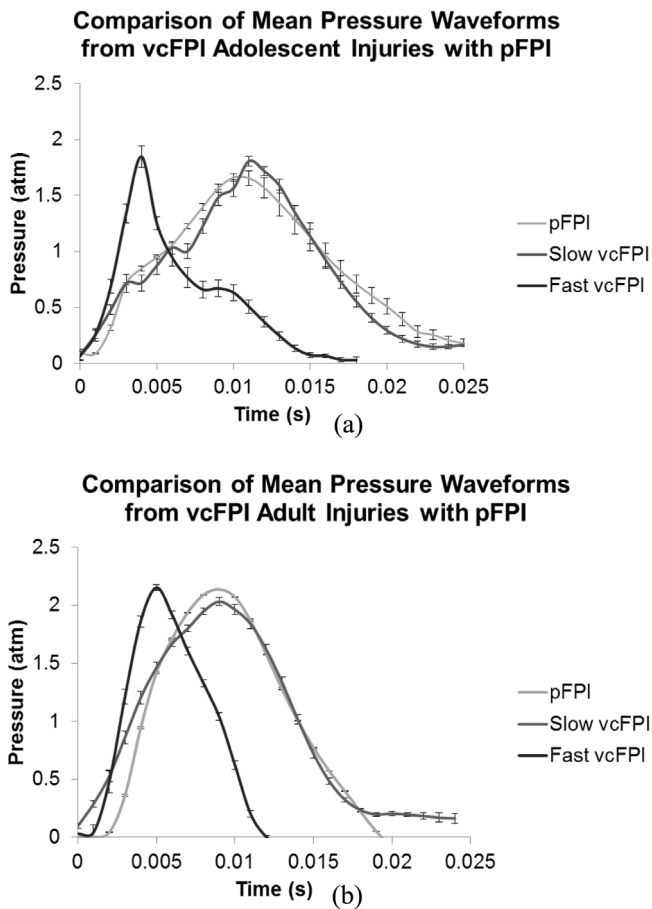 Comparison of Mean Pressure Waveforms
from vcFPI Adolescent Injuries with pFPI
2.5
2
1.5
1
0.5
0
Pressure (atm)
0
0.005
0.01
0.015
0.02
0.025
Time (s)
pFPI
Slow vcFPI
Fast vcFPI
(a)
Comparison of Mean Pressure Waveforms
from vcFPI Adult Injuries with pFPI
2.5
2
1.5
1
0.5
0
Pressure (atm)
0
0.005
0.01
0.015
0.02
0.025
Time (s)
pFPI
Slow vcFPI
Fast vcFPI
(b)